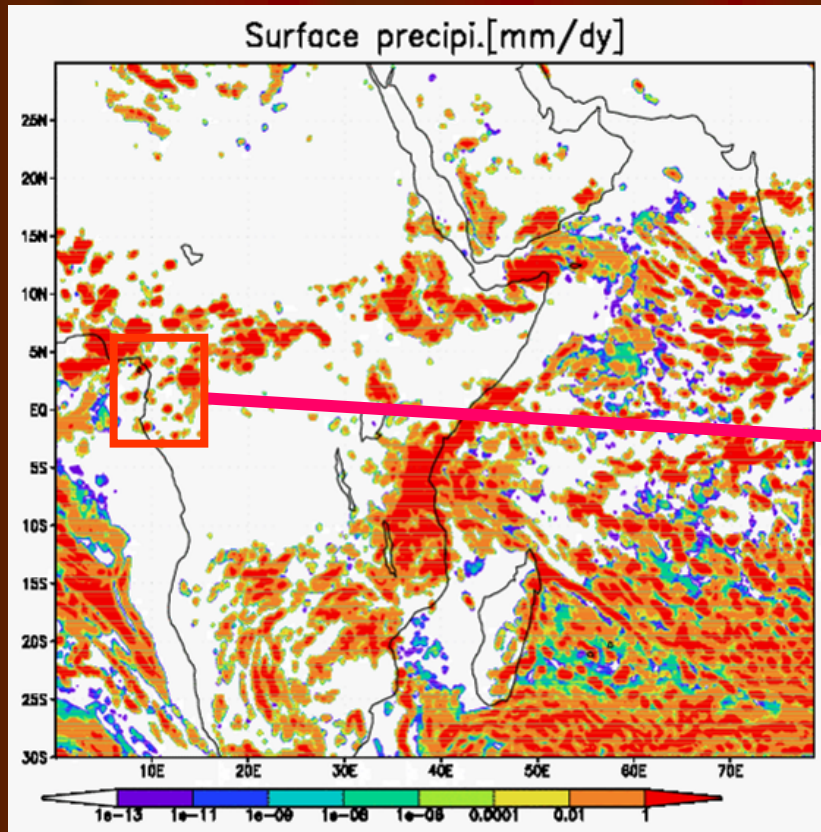 Surface precipi.[mm/dy]
25N
20N
15N
10N
5N
EQ
5S
10S
15S
20S
25S
30S
10E 20E 30E 40E 50E 60E 70E
1e-13 1e-11 1e-09 1e-08 1e-06 0.0001 0.01 1